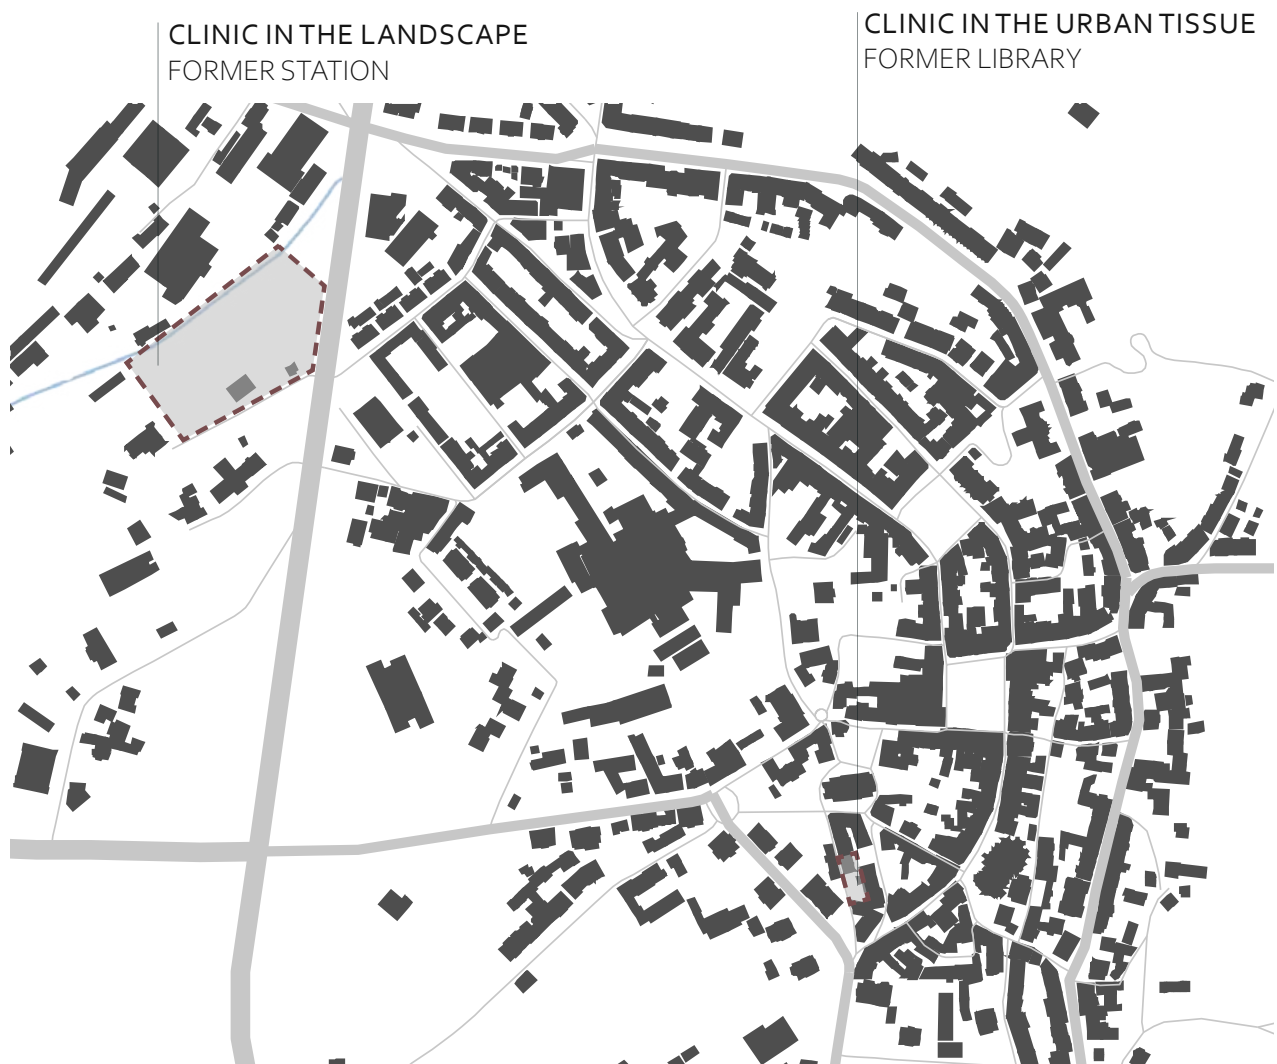 CLINIC IN THE LANDSCAPE
FORMER STATION
CLINIC IN THE URBAN TISSUE
FORMER LIBRARY